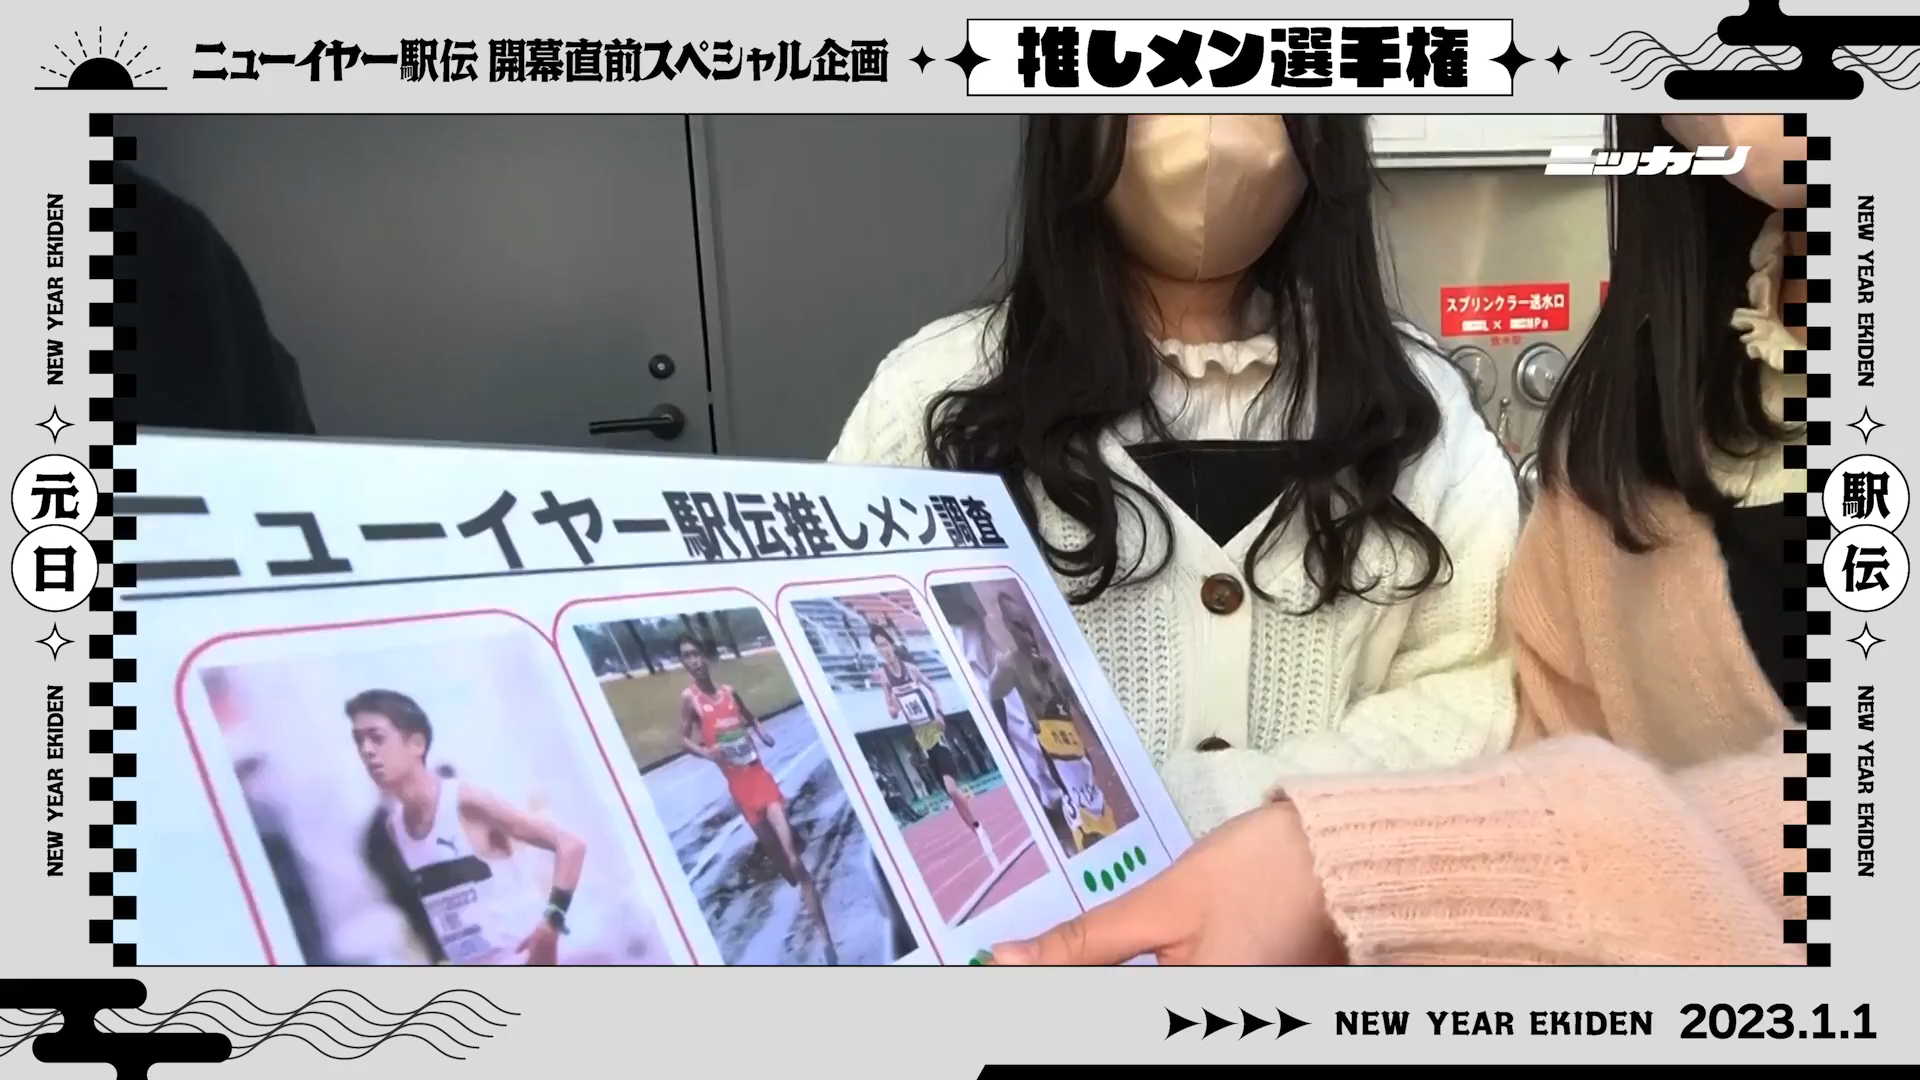 ニューイヤー駅伝 開幕直前スペシャル企画
推しメン選手権
ニッカン
NEW YEAR EKIDEN
NEW YEAR EKIDEN
スプリンクラー送水口
元日
駅伝
ニューイヤー駅伝推しメン調査
196
NEW YEAR EKIDEN
NEW YEAR EKIDEN
NEW YEAR EKIDEN 2023.1.1